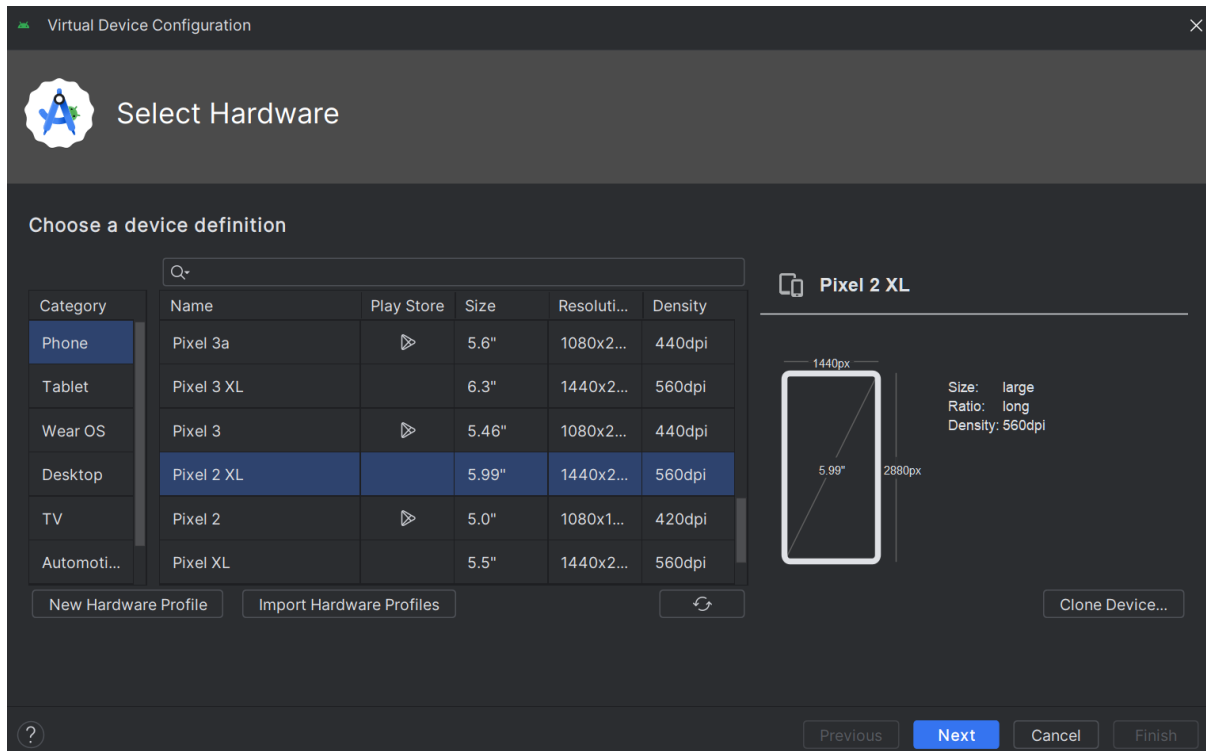 Virtual Device Configuration
Select Hardware
Choose a device definition
Category
Phone
Tablet
Wear OS
Desktop
TV
Automoti...
Name Play Store Size Resoluti... Density
Pixel 3a 5.6" 1080x2... 440dpi
Pixel 3 XL 6.3" 1440x2... 560dpi
Pixel 3 5.46" 1080x2... 440dpi
Pixel 2 XL 5.99" 1440x2... 560dpi
Pixel 2 5.0" 1080x1... 420dpi
Pixel XL 5.5" 1440x2... 560dpi
New Hardware Profile Import Hardware Profiles
Pixel 2 XL
1440px
5.99"
2880px
Size: large
Ratio: long
Density: 560dpi
Clone Device...
?
Previous Next Cancel Finish